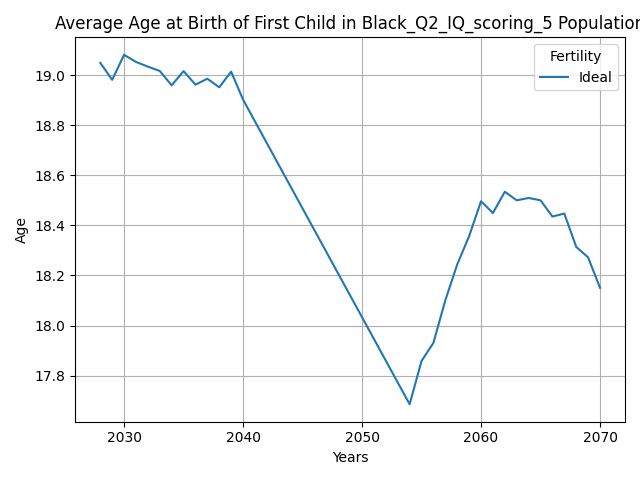 Average Age at Birth of First Child in Black_Q2_IQ_scoring_5 Population
Fertility
Ideal
Age
19.0
18.8
18.6
18.4
18.2
18.0
17.8
2030 2040 2050 2060 2070
Years